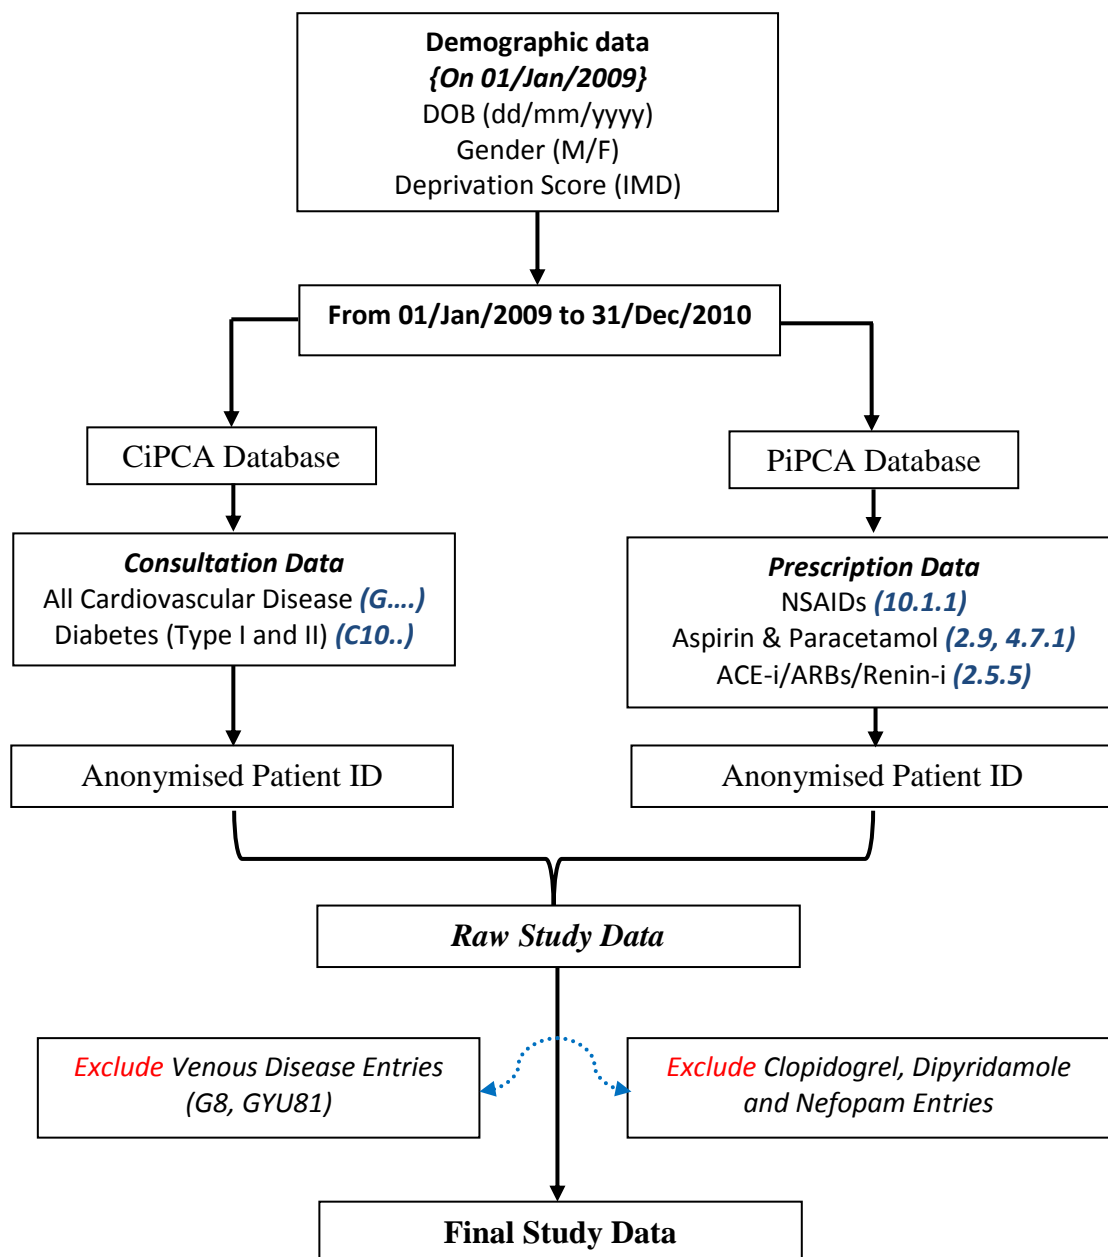 Demographic data
{On 01/Jan/2009}
DOB (dd/mm/yyyy)
Gender (M/F)
Deprivation Score (IMD)
From 01/Jan/2009 to 31/Dec/2010
CiPCA Database
PiPCA Database
Consultation Data
All Cardiovascular Disease (G....)
Diabetes (Type I and II) (C10..)
Prescription Data
NSAIDs (10.1.1)
Aspirin & Paracetamol (2.9, 4.7.1)
ACE-i/ARBs/Renin-i (2.5.5)
Anonymised Patient ID
Anonymised Patient ID
Raw Study Data
Exclude Venous Disease Entries
(G8, GYU81)
Exclude Clopidogrel, Dipyridamole
and Nefopam Entries
Final Study Data